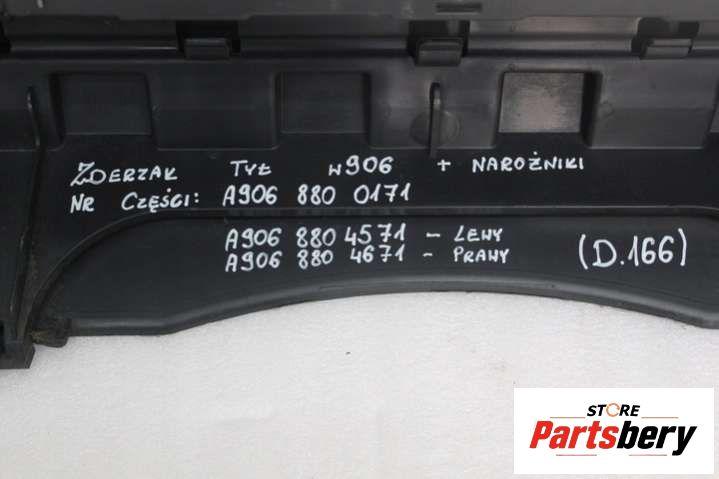 ZDERZAK TYŁ W906 + NAROŻNIKI
NR CZĘŚCI: A906 880 0171
A906 880 4571 - LEWY
A906 880 4671 - PRAWY
(D.166)
STORE
Partsbery